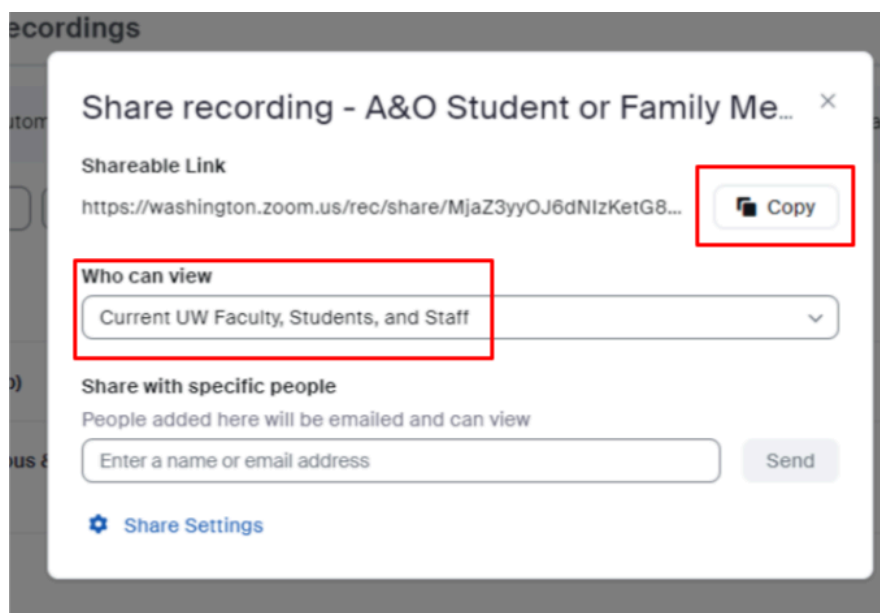 ecordings
Share recording - A&O Student or Family Me...
utom
Shareable Link
https://washington.zoom.us/rec/share/MjaZ3yyOJ6dNIzKetG8...
Copy
Who can view
Current UW Faculty, Students, and Staff
Share with specific people
People added here will be emailed and can view
ous &
Enter a name or email address
Send
Share Settings